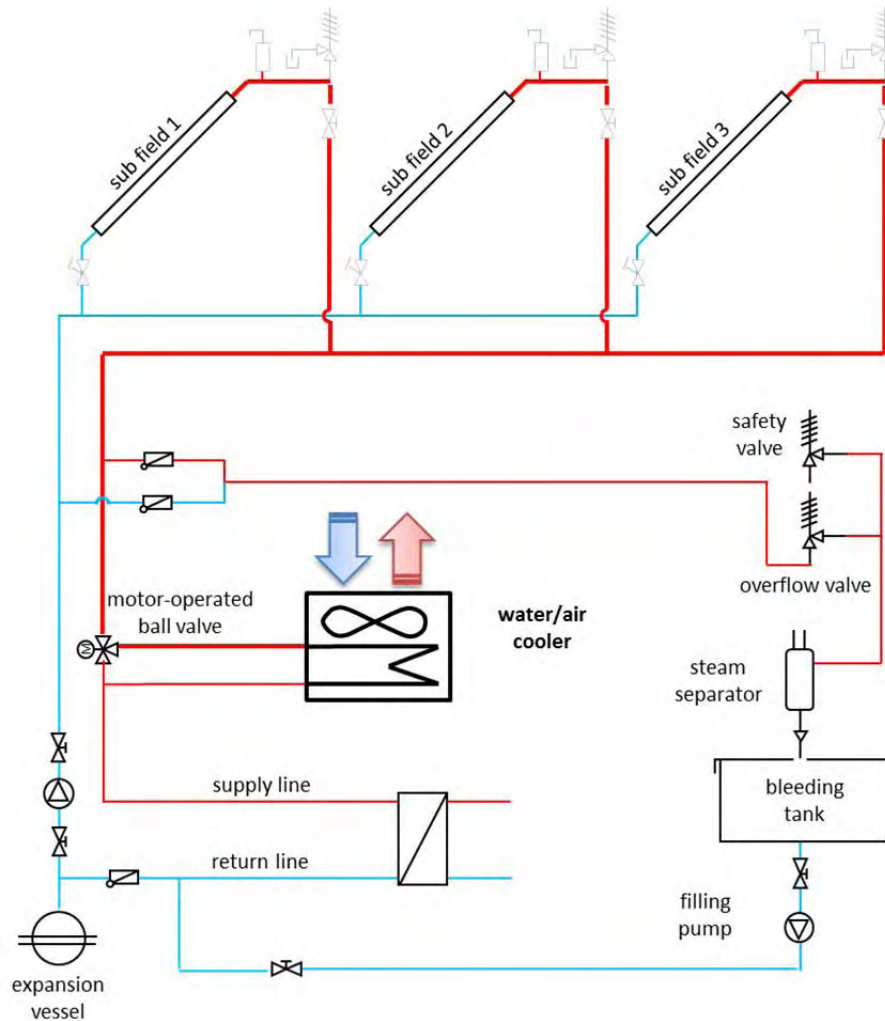 sub field 1
sub field 2
sub field 3
safety
valve
overflow valve
motor-operated
ball valve
M
water/air
cooler
steam
separator
supply line
bleeding
tank
return line
filling
pump
expansion
vessel